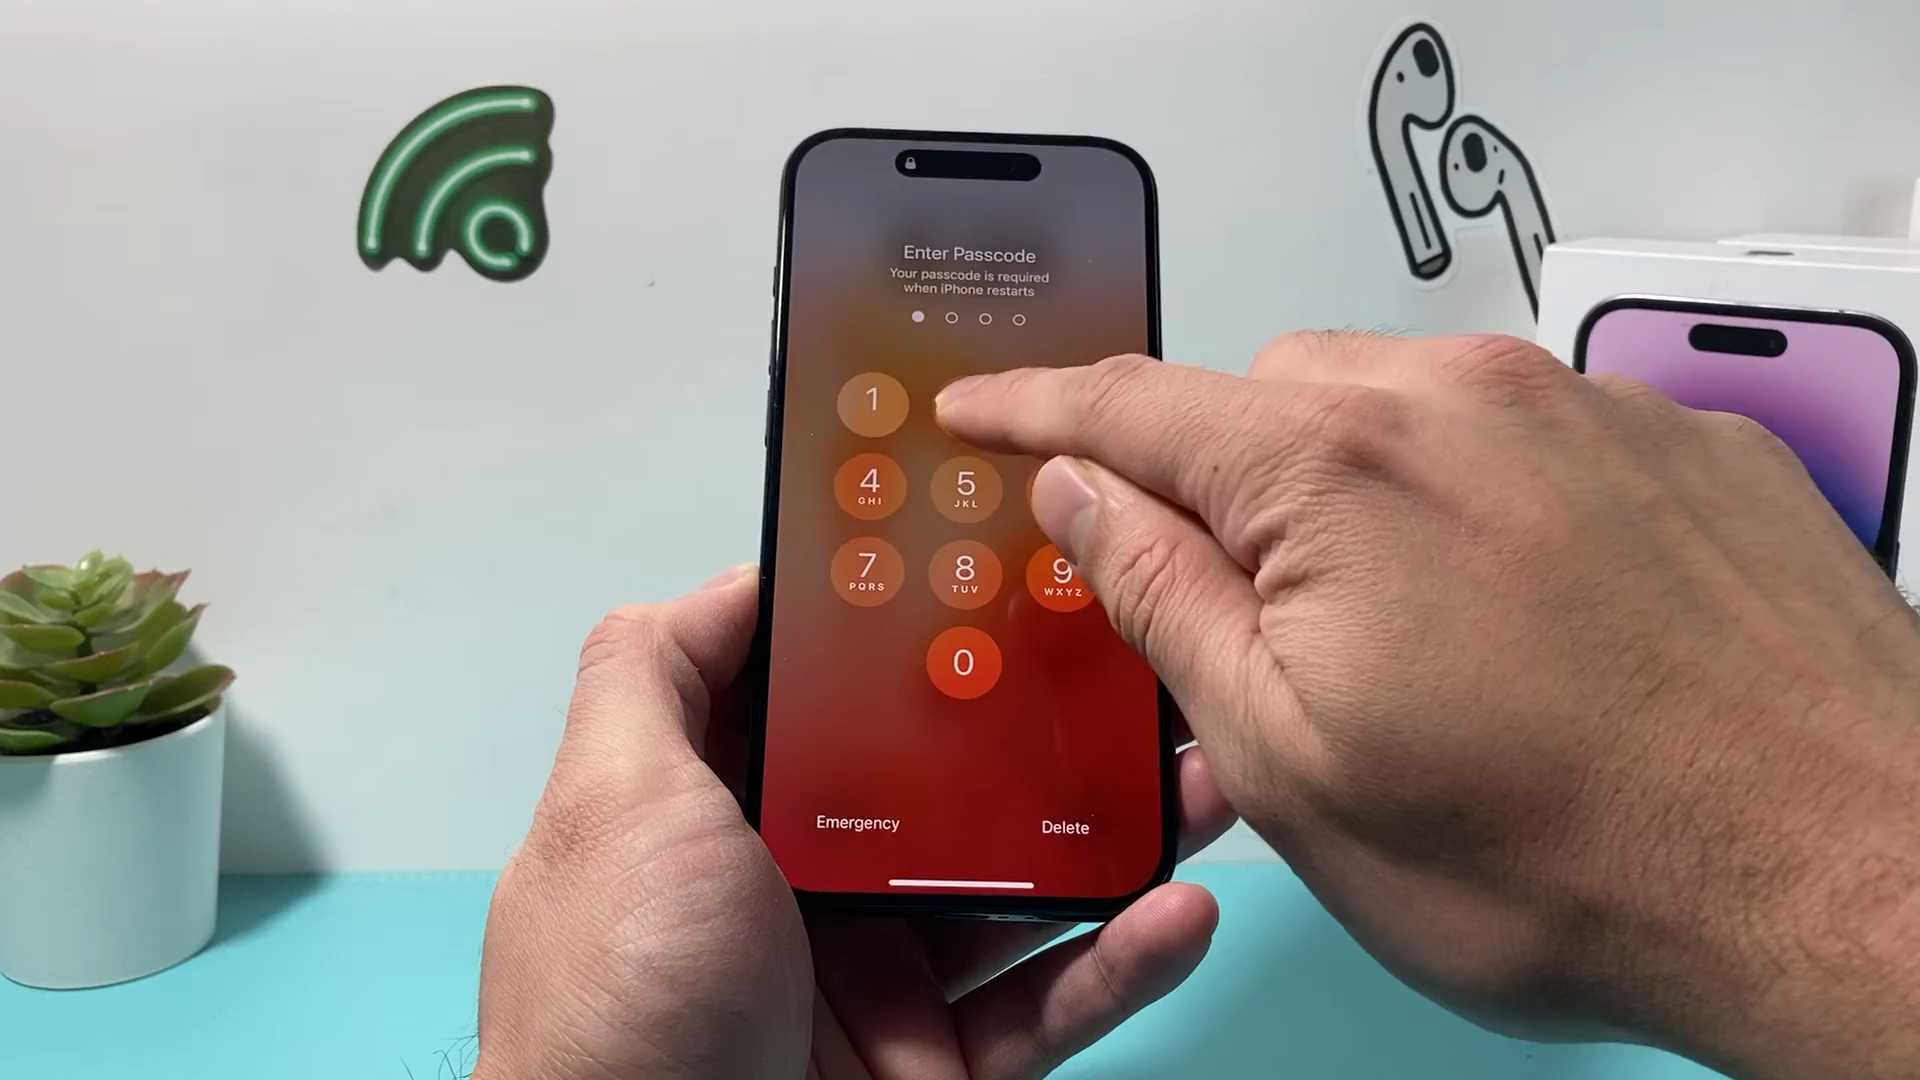 Enter Passcode
Your passcode is required
when iPhone restarts
1
4
GHI
5
JKL
7
PQRS
8
TUV
9
WXYZ
0
Emergency
Delete